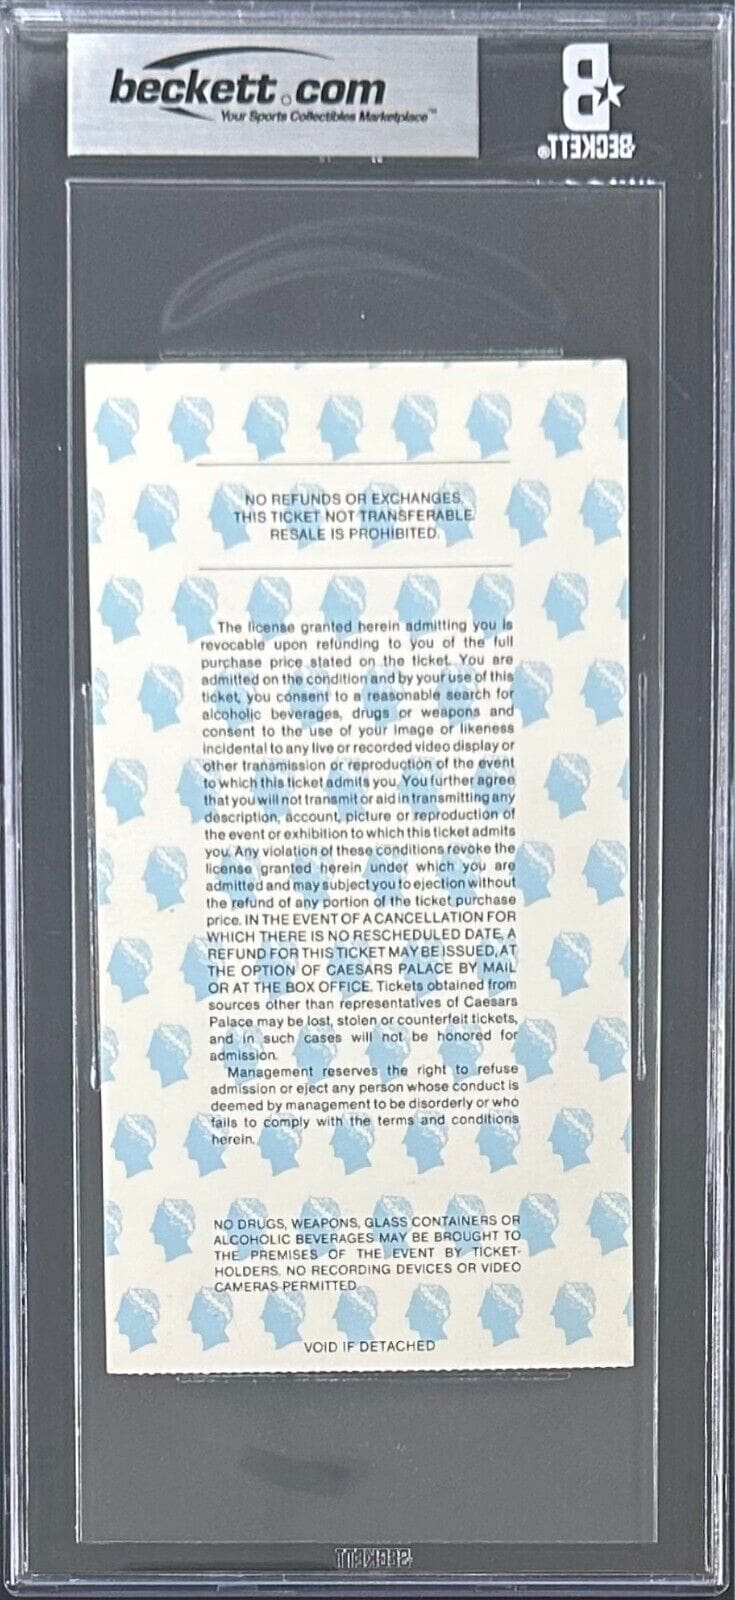 beckett.com
Your Sports Collectibles Marketplace™
BECKETT®
NO REFUNDS OR EXCHANGES.
THIS TICKET NOT TRANSFERABLE.
RESALE IS PROHIBITED.
The license granted herein admitting you is
revocable upon refunding to you of the full
purchase price stated on the ticket. You are
admitted on the condition and by your use of this
ticket, you consent to a reasonable search for
alcoholic beverages, drugs or weapons and
consent to the use of your image or likeness
incidental to any live or recorded video display or
other transmission or reproduction of the event
to which this ticket admits you. You further agree
that you will not transmit or aid in transmitting any
description, account, picture or reproduction of
the event or exhibition to which this ticket admits
you. Any violation of these conditions revoke the
license granted herein under which you are
admitted and may subject you to ejection without
the refund of any portion of the ticket purchase
price. IN THE EVENT OF A CANCELLATION FOR
WHICH THERE IS NO RESCHEDULED DATE, A
REFUND FOR THIS TICKET MAY BE ISSUED, AT
THE OPTION OF CAESARS PALACE BY MAIL
OR AT THE BOX OFFICE. Tickets obtained from
sources other than representatives of Caesars
Palace may be lost, stolen or counterfeit tickets,
and in such cases will not be honored for
admission.
Management reserves the right to refuse
admission or eject any person whose conduct is
deemed by management to be disorderly or who
fails to comply with the terms and conditions
herein.
NO DRUGS, WEAPONS, GLASS CONTAINERS OR
ALCOHOLIC BEVERAGES MAY BE BROUGHT TO
THE PREMISES OF THE EVENT BY TICKET-
HOLDERS. NO RECORDING DEVICES OR VIDEO
CAMERAS PERMITTED.
VOID IF DETACHED
BECKETT